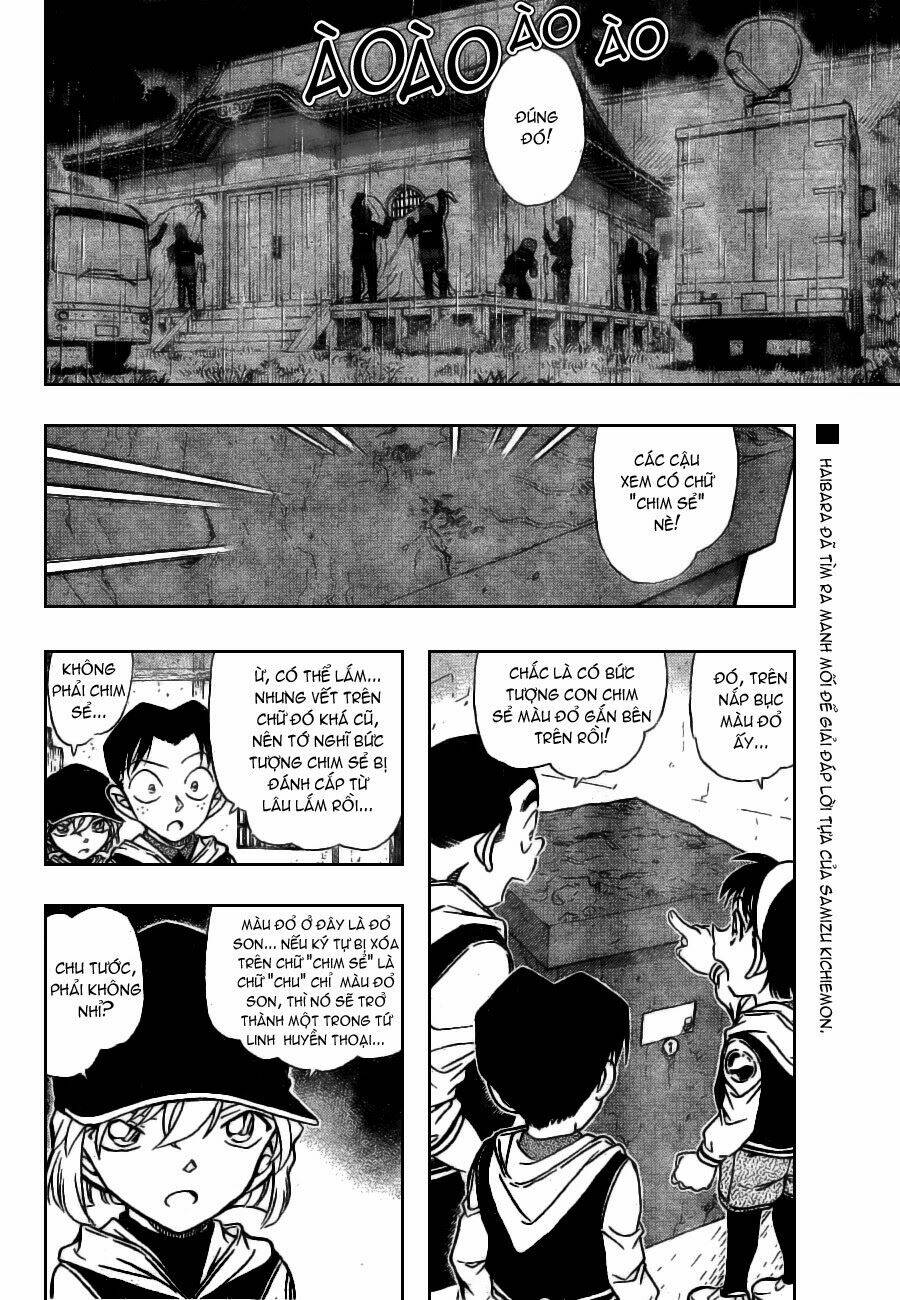 ÀO ÀO ÀO ÀO
ĐÚNG
ĐÓ!
CÁC CẬU
XEM CÓ CHỮ
"CHIM SẺ"
NÈ!
HAIBARA ĐÃ TÌM RA MANH MỐI ĐỂ GIẢI ĐÁP LỜI TỰA CỦA SAMIZU KICHIEMON.
ĐÓ, TRÊN
NẮP BỤC
MÀU ĐỎ
ẤY...
CHẮC LÀ CÓ BỨC
TƯỢNG CON CHIM
SẺ MÀU ĐỎ GẮN BÊN
TRÊN RỒI!
1
Ừ, CÓ THỂ LẮM...
NHƯNG VẾT TRÊN
CHỮ ĐÓ KHÁ CŨ,
NÊN TỚ NGHĨ BỨC
TƯỢNG CHIM SẺ BỊ
ĐÁNH CẮP TỪ
LÂU LẮM RỒI...
KHÔNG
PHẢI CHIM
SẺ...
MÀU ĐỎ Ở ĐÂY LÀ ĐỎ
SON... NẾU KÝ TỰ BỊ XÓA
TRÊN CHỮ "CHIM SẺ" LÀ
CHỮ "CHU" CHỈ MÀU ĐỎ
SON, THÌ NÓ SẼ TRỞ
THÀNH MỘT TRONG TỨ
LINH HUYỀN THOẠI...
CHU TƯỚC,
PHẢI KHÔNG
NHỈ?